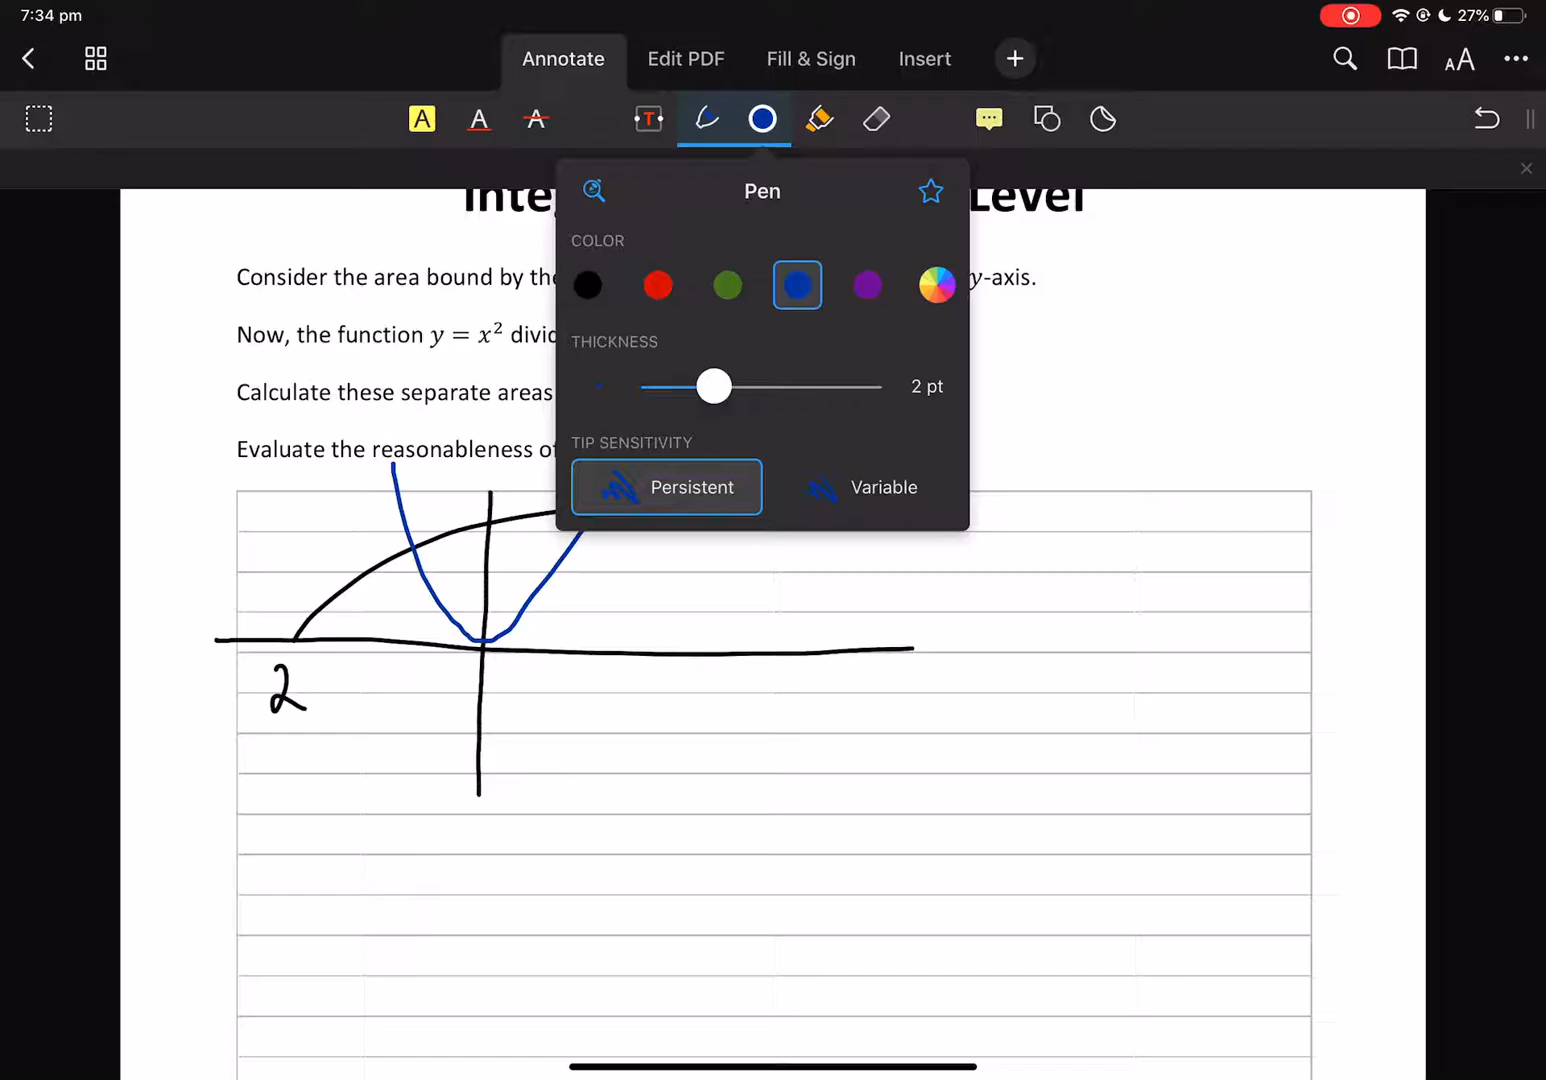 7:34 pm
27%
Annotate
Edit PDF
Fill & Sign
Insert
A
A
A
T
AA
Pen
Level
COLOR
Consider the area bound by the
y-axis.
THICKNESS
Now, the function y = x²
2 pt
Calculate these separate areas
TIP SENSITIVITY
Evaluate the reasonableness
Persistent
Variable
2